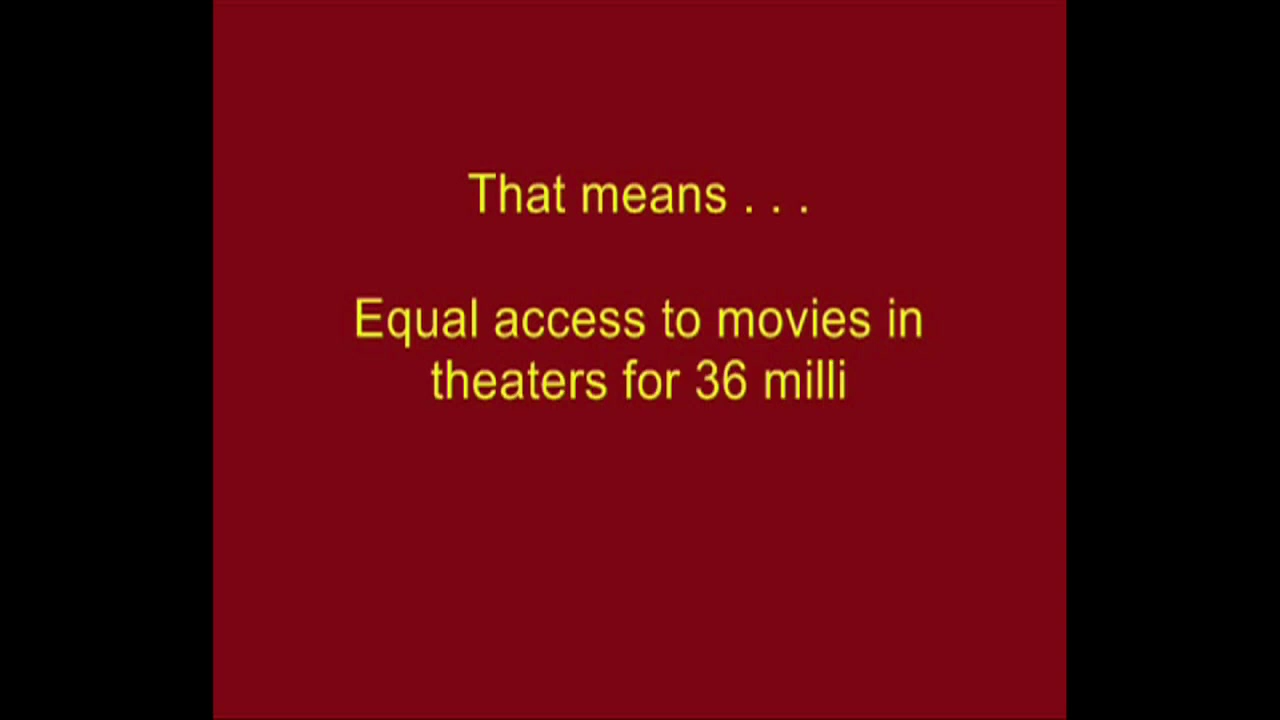 That means . . .
Equal access to movies in
theaters for 36 milli